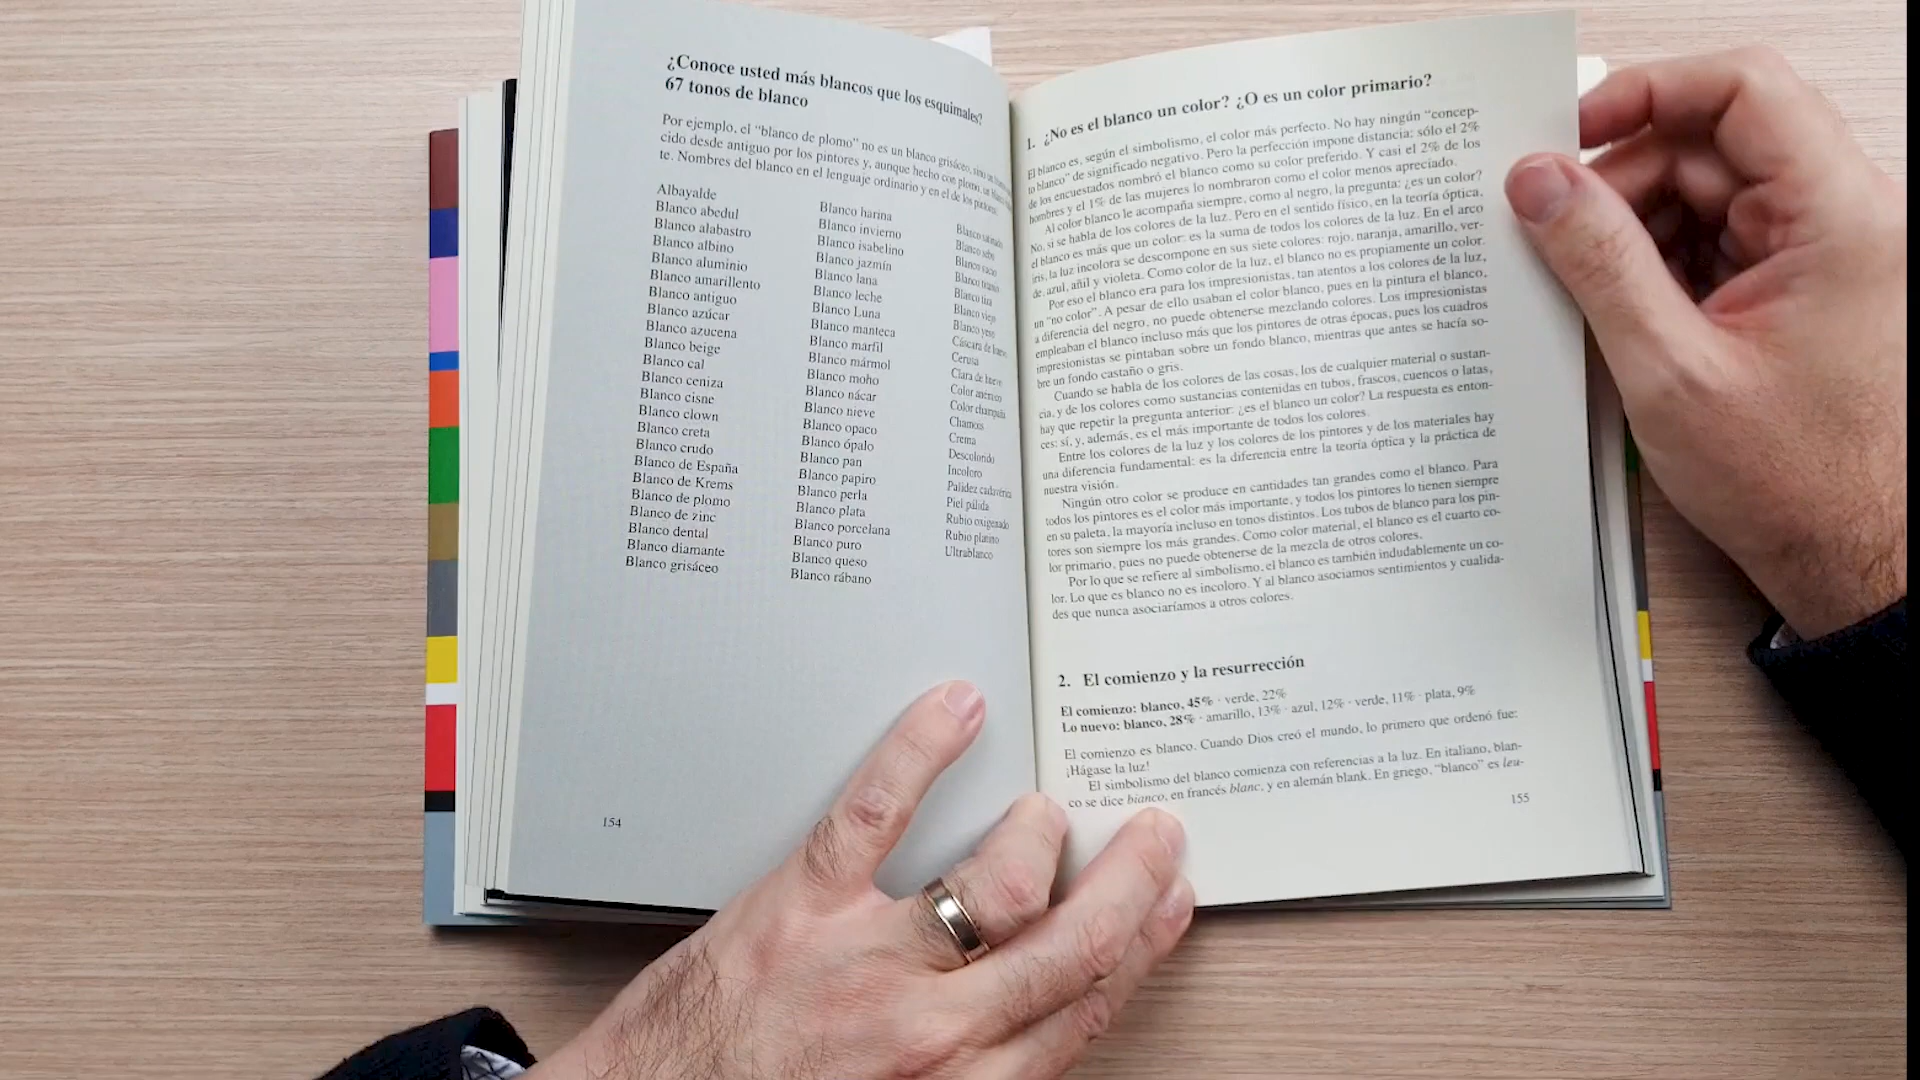 ¿Conoce usted más blancos que los esquimales?
67 tonos de blanco
Por ejemplo, el "blanco de plomo" no es un blanco grisáceo, sino un
cido desde antiguo por los pintores y, aunque hecho con plomo, un
te. Nombres del blanco en el lenguaje ordinario y en el de los pintores:
Albayalde
Blanco abedul
Blanco alabastro
Blanco albino
Blanco aluminio
Blanco amarillento
Blanco antiguo
Blanco azúcar
Blanco azucena
Blanco beige
Blanco cal
Blanco ceniza
Blanco cisne
Blanco clown
Blanco creta
Blanco crudo
Blanco de España
Blanco de Krems
Blanco de plomo
Blanco de zinc
Blanco dental
Blanco diamante
Blanco grisáceo
Blanco harina
Blanco invierno
Blanco isabelino
Blanco jazmín
Blanco lana
Blanco leche
Blanco Luna
Blanco manteca
Blanco marfil
Blanco mármol
Blanco moho
Blanco nácar
Blanco nieve
Blanco opaco
Blanco ópalo
Blanco pan
Blanco papiro
Blanco perla
Blanco plata
Blanco porcelana
Blanco puro
Blanco queso
Blanco rábano
Blanco satinado
Blanco sebo
Blanco sucio
Blanco titanio
Blanco tiza
Blanco viejo
Blanco yeso
Cáscara de huevo
Cerusa
Clara de huevo
Color anémico
Color champaña
Chamois
Crema
Descolorido
Incoloro
Palidez cadavérica
Piel pálida
Rubio oxigenado
Rubio platino
Ultrablanco
154
1. ¿No es el blanco un color? ¿O es un color primario?
El blanco es, según el simbolismo, el color más perfecto. No hay ningún "concep-
to blanco" de significado negativo. Pero la perfección impone distancia: sólo el 2%
de los encuestados nombró el blanco como su color preferido. Y casi el 2% de los
hombres y el 1% de las mujeres lo nombraron como el color menos apreciado.
Al color blanco le acompaña siempre, como al negro, la pregunta: ¿es un color?
No, si se habla de los colores de la luz. Pero en el sentido físico, en la teoría óptica,
el blanco es más que un color: es la suma de todos los colores de la luz. En el arco
iris, la luz incolora se descompone en sus siete colores: rojo, naranja, amarillo, ver-
de, azul, añil y violeta. Como color de la luz, el blanco no es propiamente un color.
Por eso el blanco era para los impresionistas, tan atentos a los colores de la luz,
un "no color". A pesar de ello usaban el color blanco, pues en la pintura el blanco,
a diferencia del negro, no puede obtenerse mezclando colores. Los impresionistas
empleaban el blanco incluso más que los pintores de otras épocas, pues los cuadros
impresionistas se pintaban sobre un fondo blanco, mientras que antes se hacía so-
bre un fondo castaño o gris.
Cuando se habla de los colores de las cosas, los de cualquier material o sustan-
cia, y de los colores como sustancias contenidas en tubos, frascos, cuencos o latas,
hay que repetir la pregunta anterior: ¿es el blanco un color? La respuesta es enton-
ces: sí, y, además, es el más importante de todos los colores.
Entre los colores de la luz y los colores de los pintores y de los materiales hay
una diferencia fundamental: es la diferencia entre la teoría óptica y la práctica de
nuestra visión.
Ningún otro color se produce en cantidades tan grandes como el blanco. Para
todos los pintores es el color más importante, y todos los pintores lo tienen siempre
en su paleta, la mayoría incluso en tonos distintos. Los tubos de blanco para los pin-
tores son siempre los más grandes. Como color material, el blanco es el cuarto co-
lor primario, pues no puede obtenerse de la mezcla de otros colores.
Por lo que se refiere al simbolismo, el blanco es también indudablemente un co-
lor. Lo que es blanco no es incoloro. Y al blanco asociamos sentimientos y cualida-
des que nunca asociaríamos a otros colores.
2. El comienzo y la resurrección
El comienzo: blanco, 45% · verde, 22%
Lo nuevo: blanco, 28% · amarillo, 13% · azul, 12% · verde, 11% · plata, 9%
El comienzo es blanco. Cuando Dios creó el mundo, lo primero que ordenó fue:
¡Hágase la luz!
El simbolismo del blanco comienza con referencias a la luz. En italiano, blan-
co se dice bianco, en francés blanc, y en alemán blank. En griego, "blanco" es leu-
155